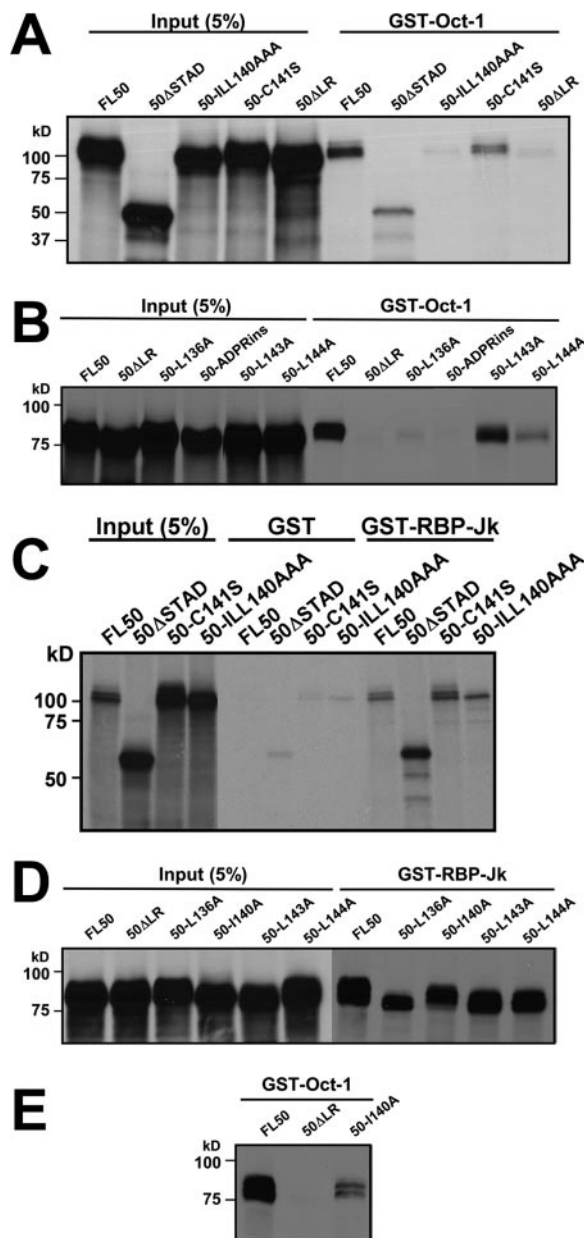 A
Input (5%) GST-Oct-1
FL50 50ΔSTAD 50-ILL140AAA 50-C141S 50ΔLR FL50 50ΔSTAD 50-ILL140AAA 50-C141S 50ΔLR
kD
100
75
50
37
B
Input (5%) GST-Oct-1
FL50 50ΔLR 50-L136A 50-ADPRins 50-L143A 50-L144A FL50 50ΔLR 50-L136A 50-ADPRins 50-L143A 50-L144A
kD
100
75
C
Input (5%) GST GST-RBP-Jk
FL50 50ΔSTAD 50-C141S 50-ILL140AAA FL50 50ΔSTAD 50-C141S 50-ILL140AAA FL50 50ΔSTAD 50-C141S 50-ILL140AAA
kD
100
75
50
D
Input (5%) GST-RBP-Jk
FL50 50ΔLR 50-L136A 50-I140A 50-L143A 50-L144A FL50 50-L136A 50-I140A 50-L143A 50-L144A
kD
100
75
E
GST-Oct-1
FL50 50ΔLR 50-I140A
kD
100
75